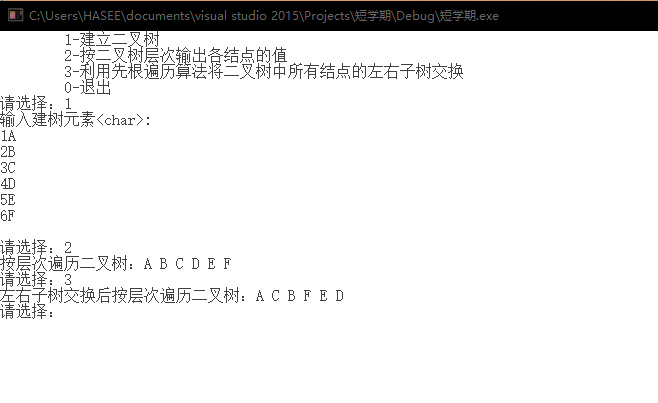 C:\Users\HASEE\documents\visual studio 2015\Projects\短学期\Debug\短学期.exe
1-建立二叉树
2-按二叉树层次输出各结点的值
3-利用先根遍历算法将二叉树中所有结点的左右子树交换
0-退出
请选择: 1
输入建树元素<char>:
1A
2B
3C
4D
5E
6F
请选择: 2
按层次遍历二叉树: A B C D E F
请选择: 3
左右子树交换后按层次遍历二叉树: A C B F E D
请选择: